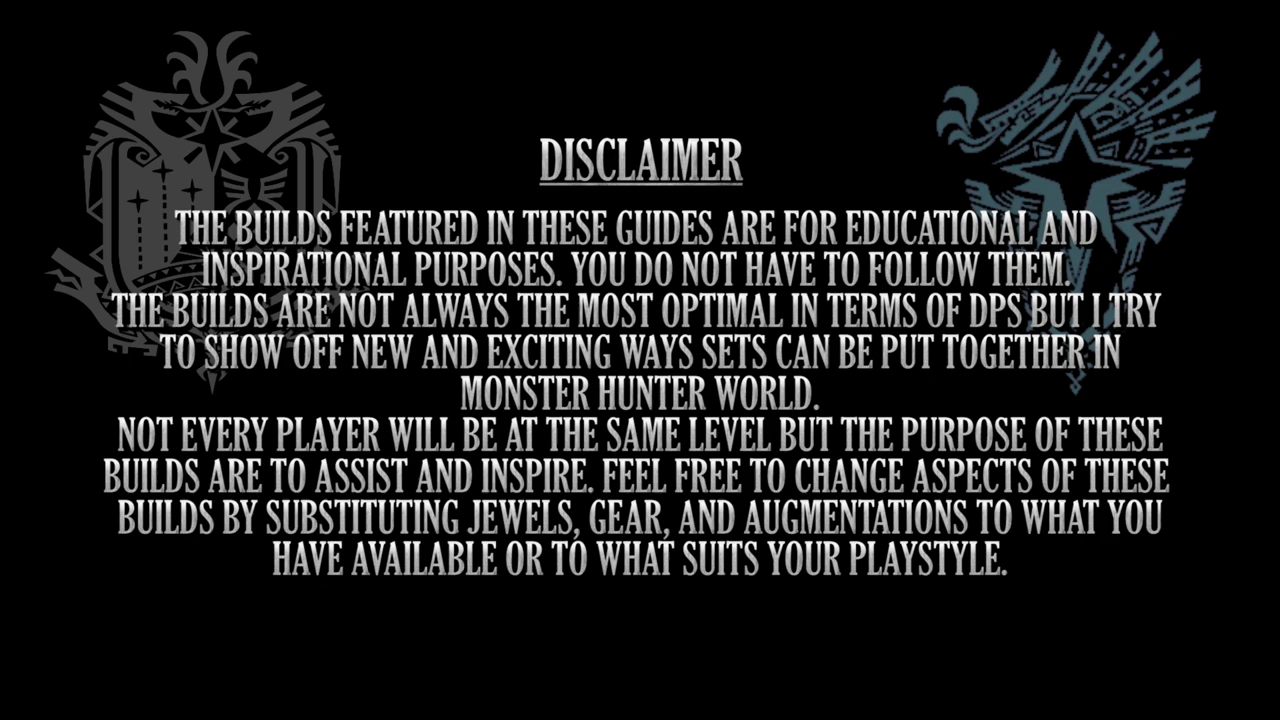 DISCLAIMER
THE BUILDS FEATURED IN THESE GUIDES ARE FOR EDUCATIONAL AND
INSPIRATIONAL PURPOSES. YOU DO NOT HAVE TO FOLLOW THEM.
THE BUILDS ARE NOT ALWAYS THE MOST OPTIMAL IN TERMS OF DPS BUT I TRY
TO SHOW OFF NEW AND EXCITING WAYS SETS CAN BE PUT TOGETHER IN
MONSTER HUNTER WORLD.
NOT EVERY PLAYER WILL BE AT THE SAME LEVEL BUT THE PURPOSE OF THESE
BUILDS ARE TO ASSIST AND INSPIRE. FEEL FREE TO CHANGE ASPECTS OF THESE
BUILDS BY SUBSTITUTING JEWELS, GEAR, AND AUGMENTATIONS TO WHAT YOU
HAVE AVAILABLE OR TO WHAT SUITS YOUR PLAYSTYLE.